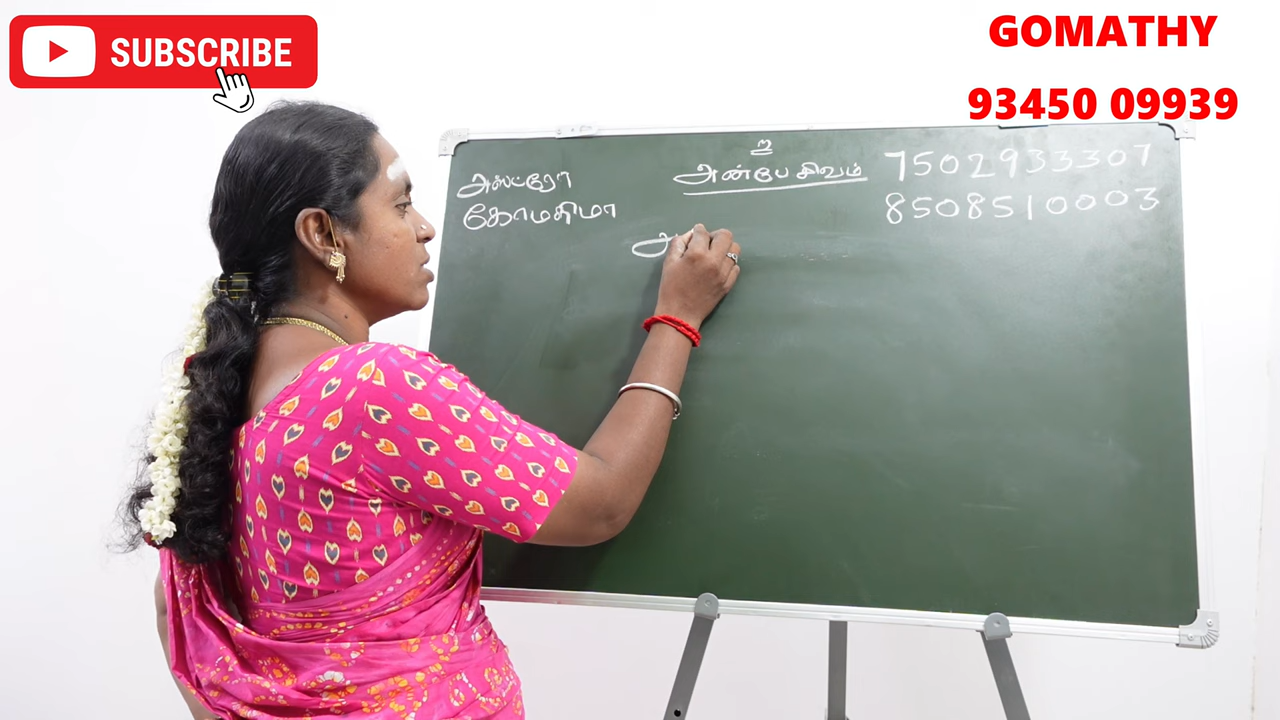 SUBSCRIBE
GOMATHY
93450 09939
உ
அஸ்ட்ரோ
கோமதிமா
அன்பே சிவம்
7502933307
8508510003
அ